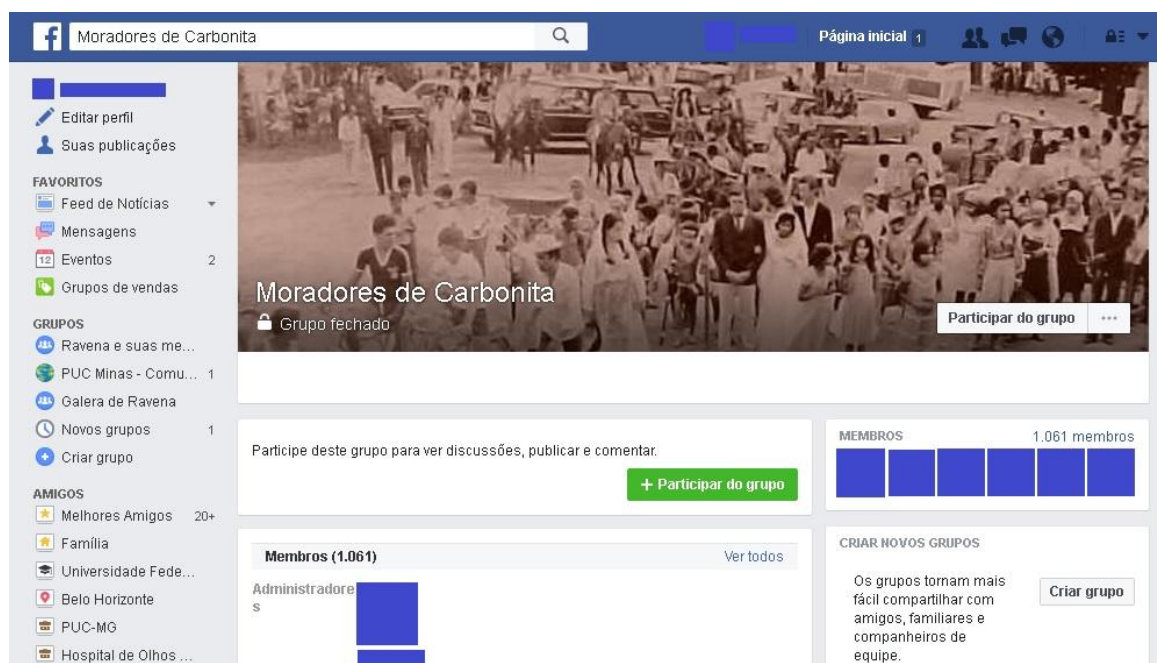 f
Moradores de Carbonita
Página inicial 1
Editar perfil
Suas publicações
FAVORITOS
Feed de Notícias
Mensagens
12 Eventos 2
Grupos de vendas
GRUPOS
Ravena e suas me...
PUC Minas - Comu... 1
Galera de Ravena
Novos grupos 1
Criar grupo
AMIGOS
Melhores Amigos 20+
Família
Universidade Fede...
Belo Horizonte
PUC-MG
Hospital de Olhos ...
Moradores de Carbonita
Grupo fechado
Participar do grupo ...
Participe deste grupo para ver discussões, publicar e comentar.
+ Participar do grupo
Membros (1.061) Ver todos
Administradore
s
MEMBROS 1.061 membros
CRIAR NOVOS GRUPOS
Os grupos tornam mais
fácil compartilhar com
amigos, familiares e
companheiros de
equipe.
Criar grupo